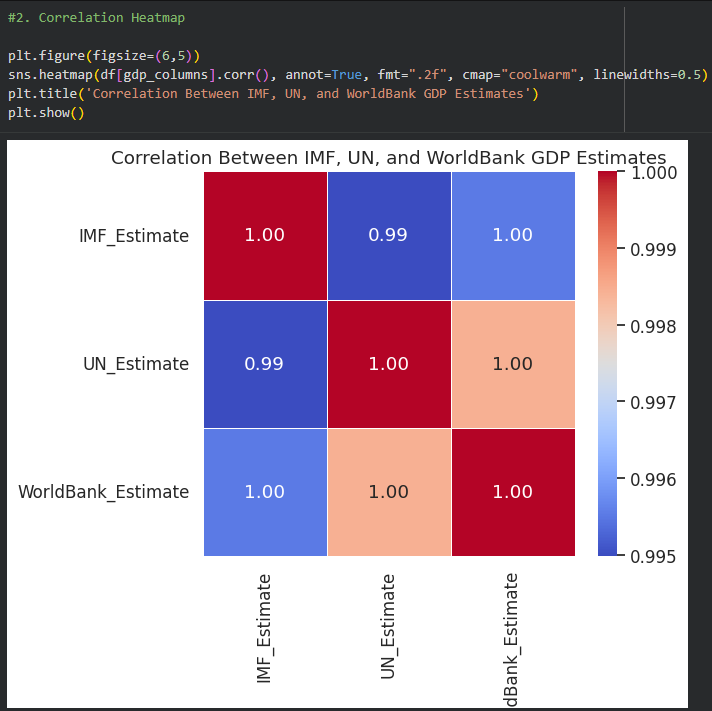 #2. Correlation Heatmap
plt.figure(figsize=(6,5))
sns.heatmap(df[gdp_columns].corr(), annot=True, fmt=".2f", cmap="coolwarm", linewidths=0.5)
plt.title('Correlation Between IMF, UN, and WorldBank GDP Estimates')
plt.show()
Correlation Between IMF, UN, and WorldBank GDP Estimates
IMF_Estimate
1.00 0.99 1.00
UN_Estimate
0.99 1.00 1.00
WorldBank_Estimate
1.00 1.00 1.00
1.000
0.999
0.998
0.997
0.996
0.995
IMF_Estimate
UN_Estimate
dBank_Estimate